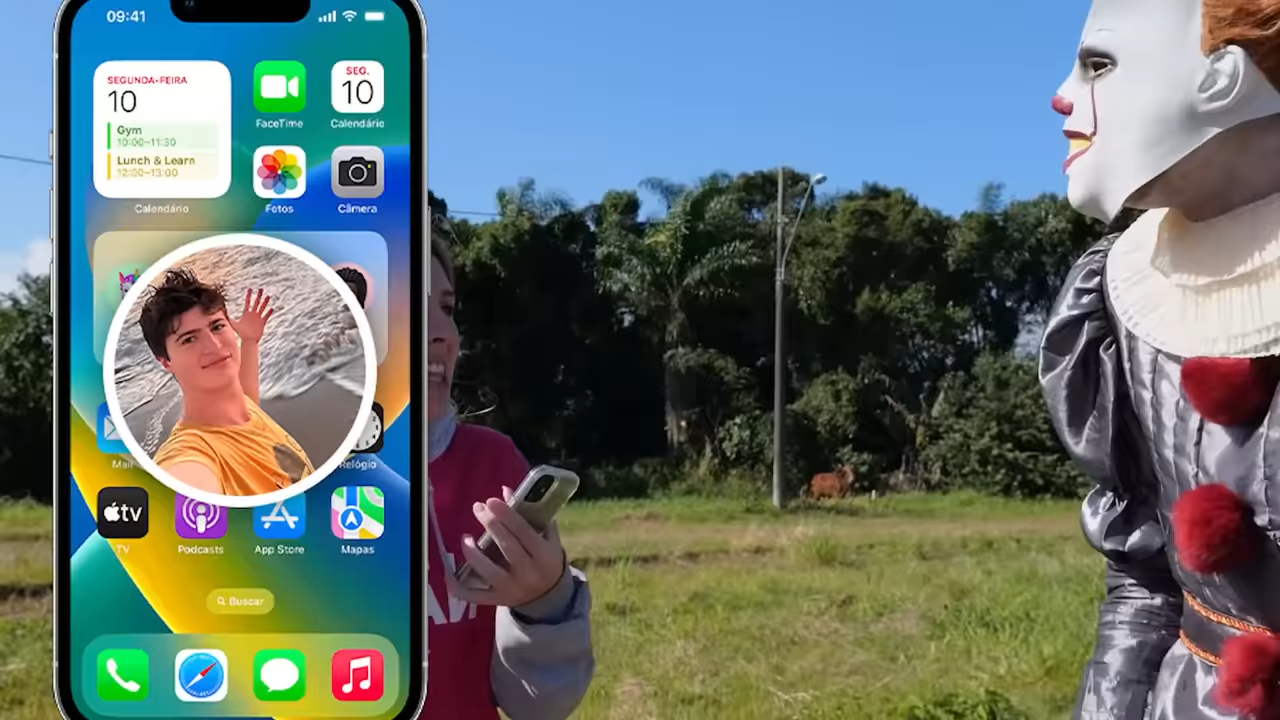 09:41
SEGUNDA-FEIRA
10
Gym
10:00–11:30
Lunch & Learn
12:00–13:00
Calendário
FaceTime
SEG.
10
Calendário
Fotos
Câmera
Mail
Relógio
tv
TV
Podcasts
App Store
Mapas
Buscar